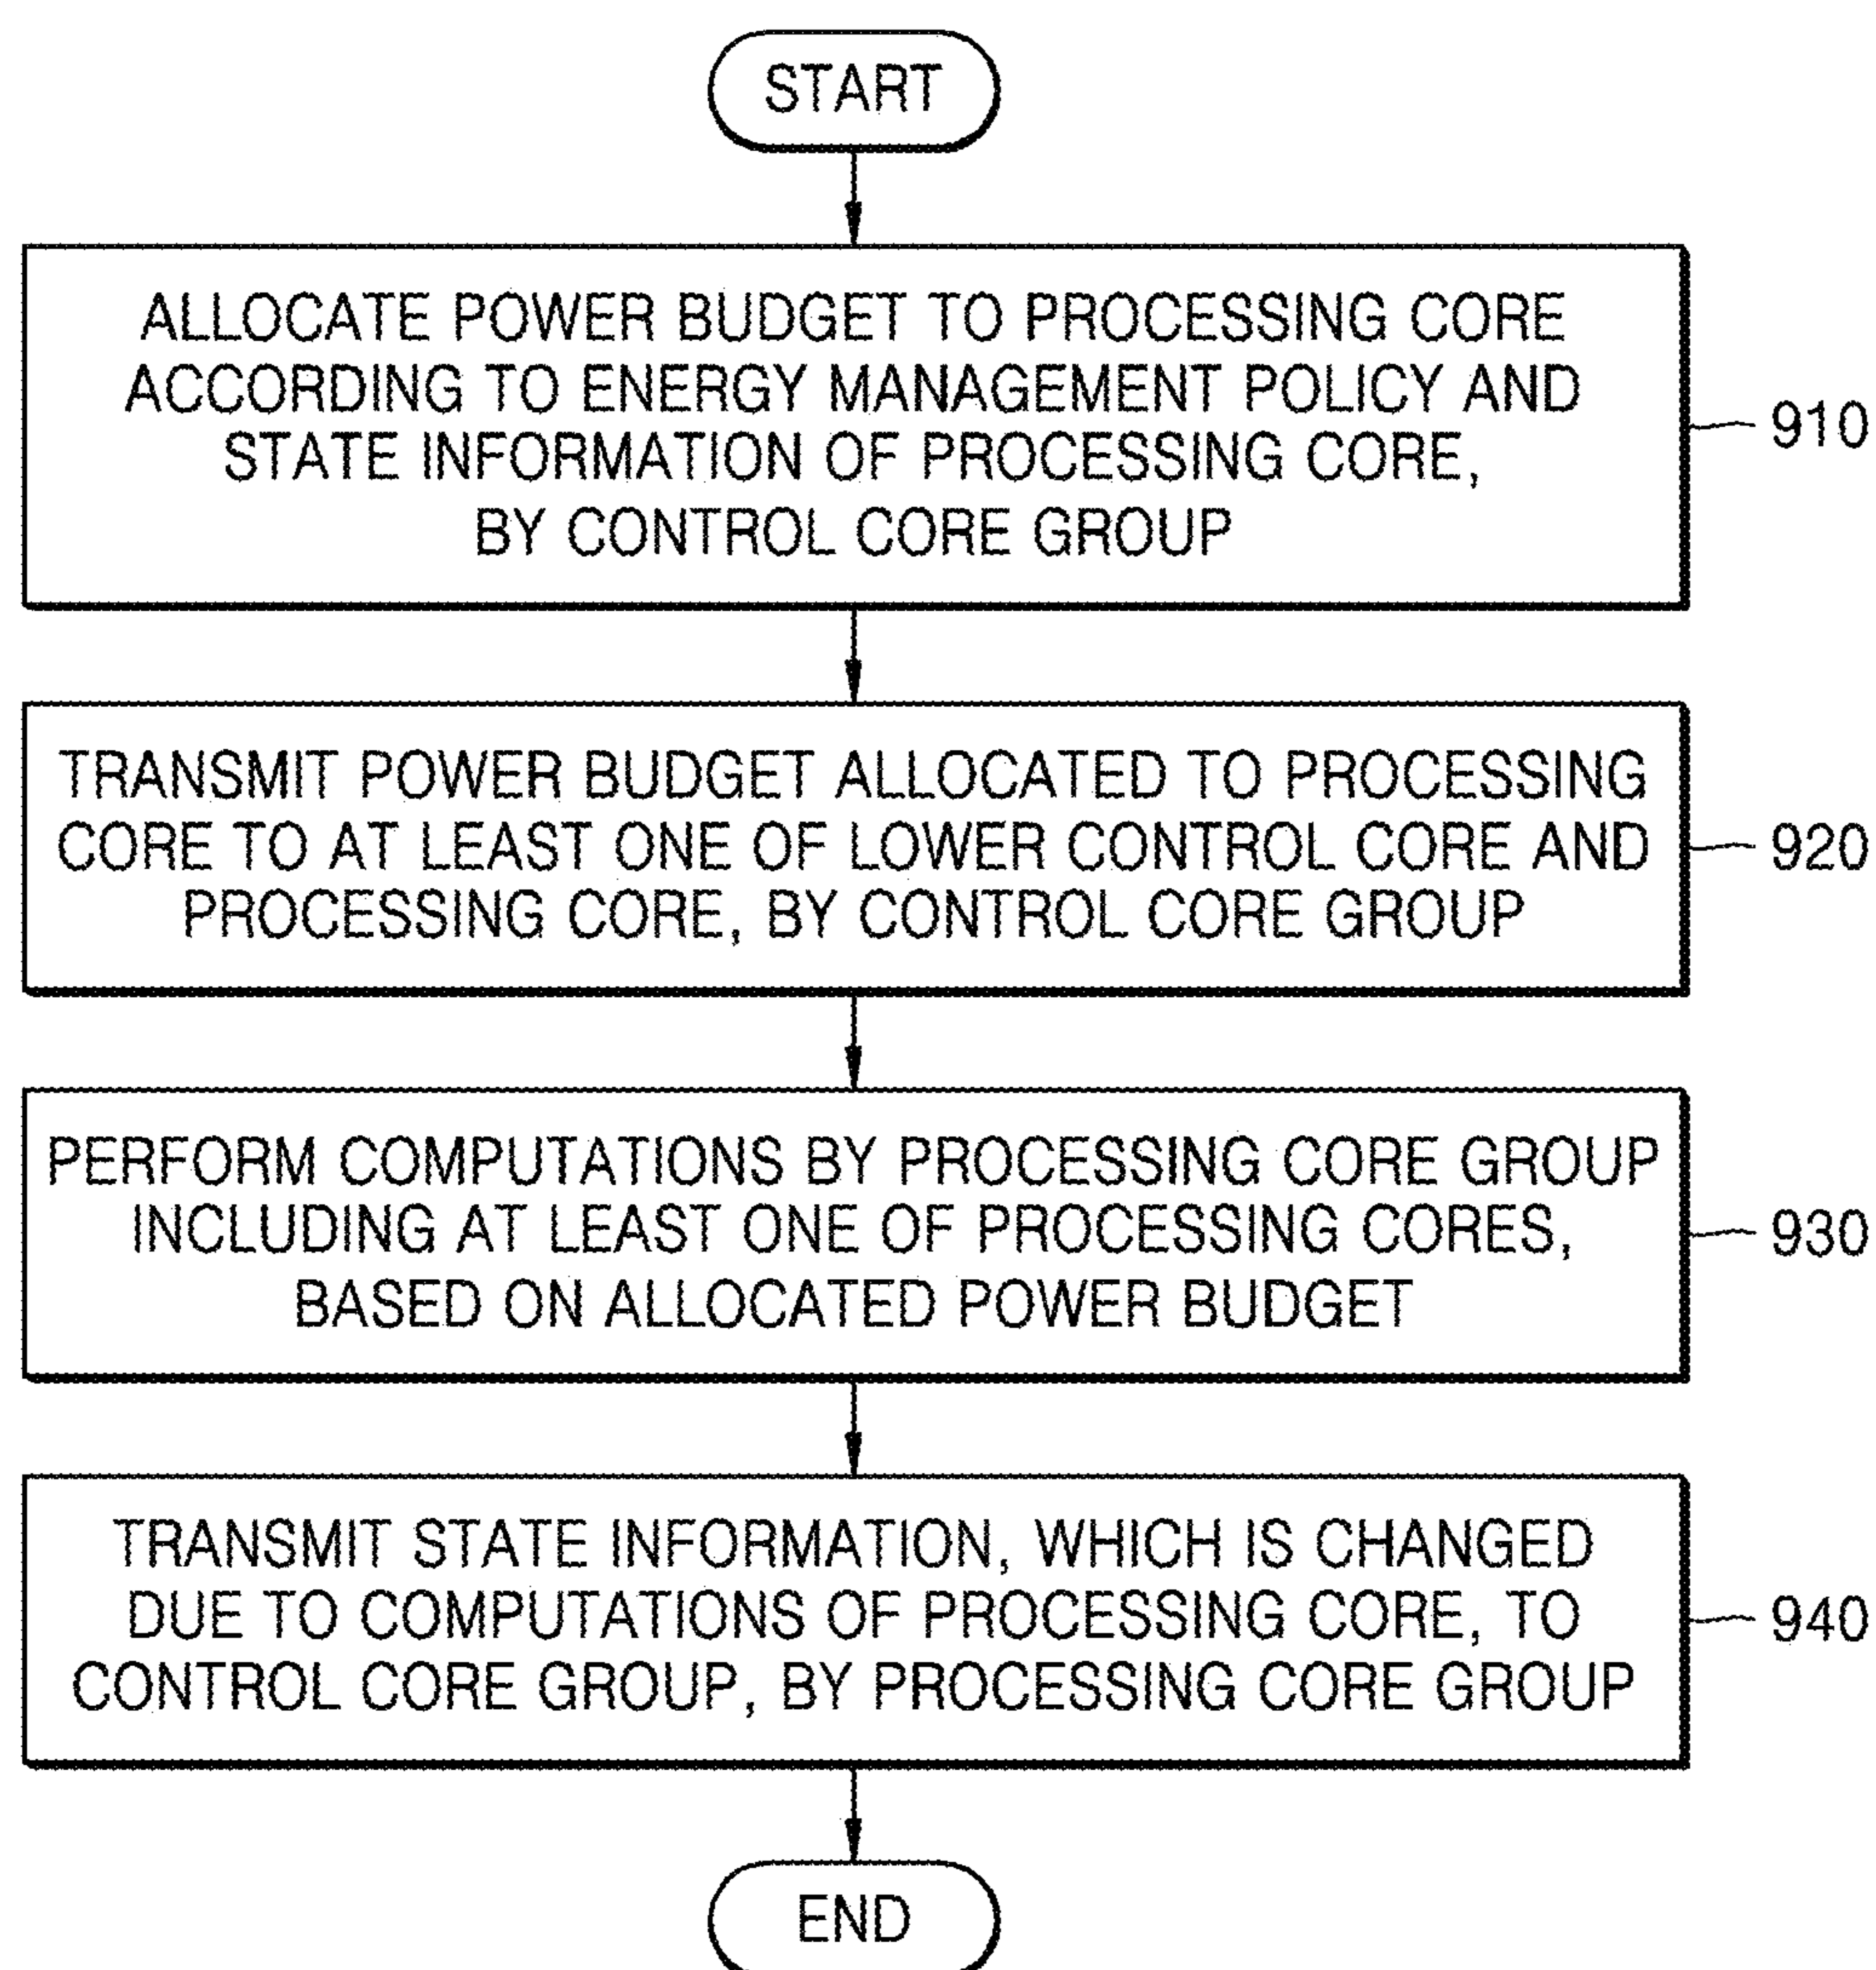 START
ALLOCATE POWER BUDGET TO PROCESSING CORE
ACCORDING TO ENERGY MANAGEMENT POLICY AND
STATE INFORMATION OF PROCESSING CORE,
BY CONTROL CORE GROUP
910
TRANSMIT POWER BUDGET ALLOCATED TO PROCESSING
CORE TO AT LEAST ONE OF LOWER CONTROL CORE AND
PROCESSING CORE, BY CONTROL CORE GROUP
920
PERFORM COMPUTATIONS BY PROCESSING CORE GROUP
INCLUDING AT LEAST ONE OF PROCESSING CORES,
BASED ON ALLOCATED POWER BUDGET
930
TRANSMIT STATE INFORMATION, WHICH IS CHANGED
DUE TO COMPUTATIONS OF PROCESSING CORE, TO
CONTROL CORE GROUP, BY PROCESSING CORE GROUP
940
END